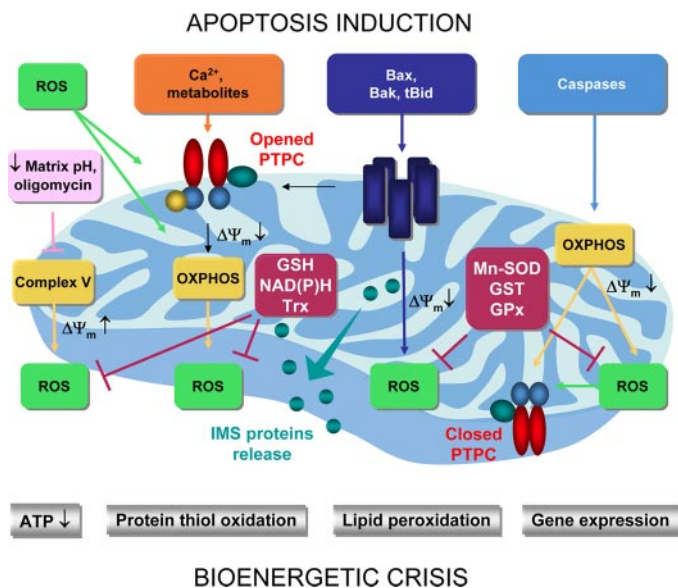 APOPTOSIS INDUCTION
ROS
Ca²⁺,
metabolites
Bax,
Bak, tBid
Caspases
Opened
PTPC
↓ Matrix pH,
oligomycin
ΔΨm ↓
OXPHOS
Complex V
OXPHOS
GSH
NAD(P)H
Trx
Mn-SOD
GST
GPx
ΔΨm ↓
ΔΨm ↓
ΔΨm ↑
ROS
ROS
ROS
ROS
IMS proteins
release
Closed
PTPC
ATP ↓
Protein thiol oxidation
Lipid peroxidation
Gene expression
BIOENERGETIC CRISIS